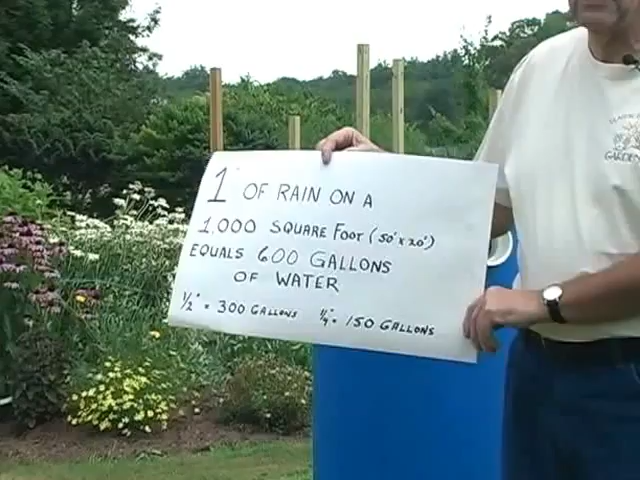 1" OF RAIN ON A
1,000 SQUARE FOOT (50' x 20')
EQUALS 600 GALLONS
OF WATER
1/2" = 300 GALLONS 1/4" = 150 GALLONS